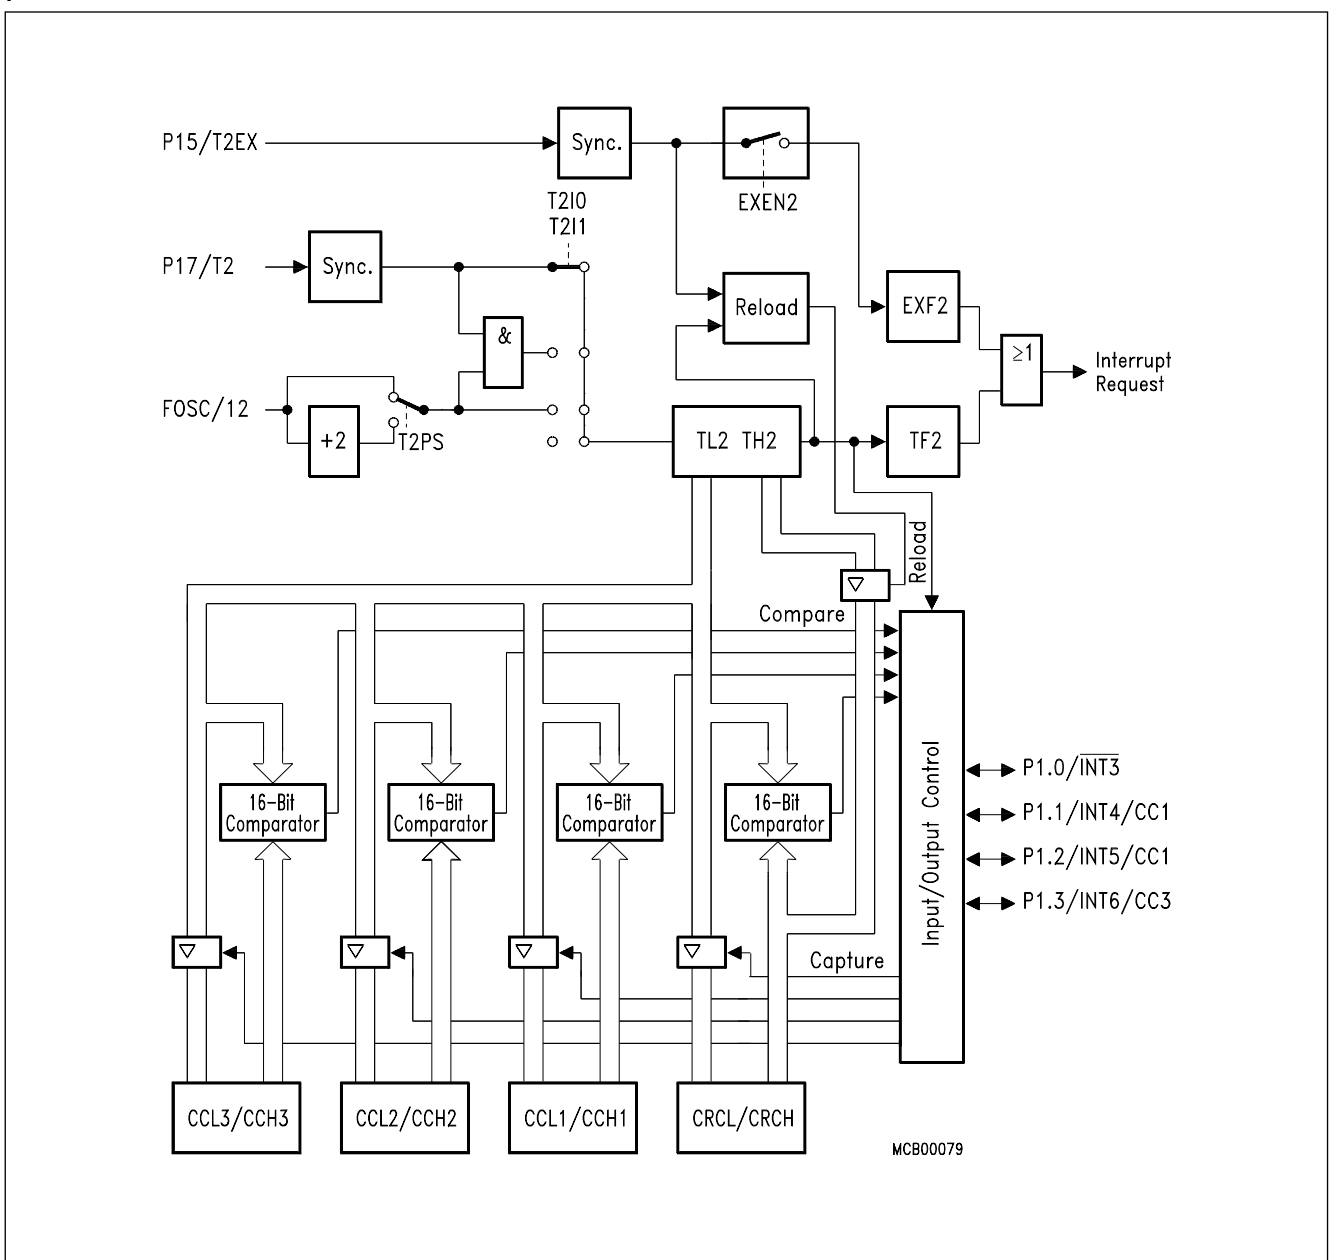 P15/T2EX
Sync.
EXEN2
T2I0
T2I1
P17/T2
Sync.
Reload
EXF2
&
≥1
Interrupt
Request
FOSC/12
+2
T2PS
TL2 TH2
TF2
Reload
Compare
16-Bit
Comparator
16-Bit
Comparator
16-Bit
Comparator
16-Bit
Comparator
Input/Output Control
P1.0/INT3
P1.1/INT4/CC1
P1.2/INT5/CC1
P1.3/INT6/CC3
Capture
CCL3/CCH3
CCL2/CCH2
CCL1/CCH1
CRCL/CRCH
MCB00079